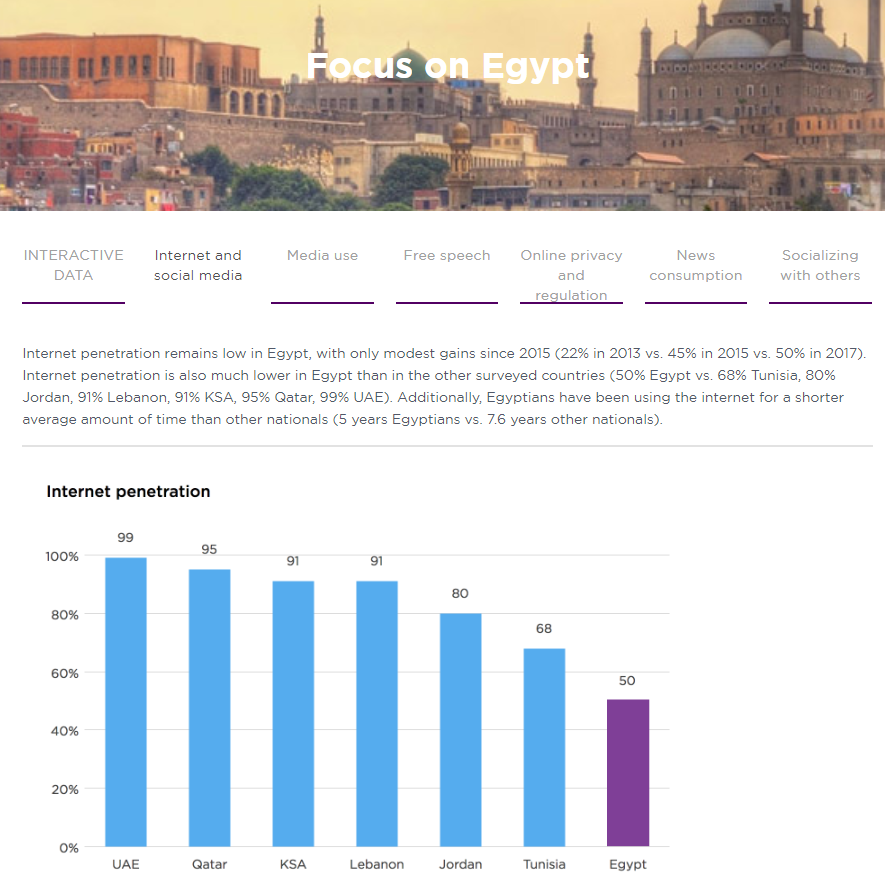 Focus on Egypt
INTERACTIVE
DATA
Internet and
social media
Media use
Free speech
Online privacy
and
regulation
News
consumption
Socializing
with others
Internet penetration remains low in Egypt, with only modest gains since 2015 (22% in 2013 vs. 45% in 2015 vs. 50% in 2017).
Internet penetration is also much lower in Egypt than in the other surveyed countries (50% Egypt vs. 68% Tunisia, 80%
Jordan, 91% Lebanon, 91% KSA, 95% Qatar, 99% UAE). Additionally, Egyptians have been using the internet for a shorter
average amount of time than other nationals (5 years Egyptians vs. 7.6 years other nationals).
Internet penetration
99
95
91
91
80
68
50
100%
80%
60%
40%
20%
0%
UAE
Qatar
KSA
Lebanon
Jordan
Tunisia
Egypt